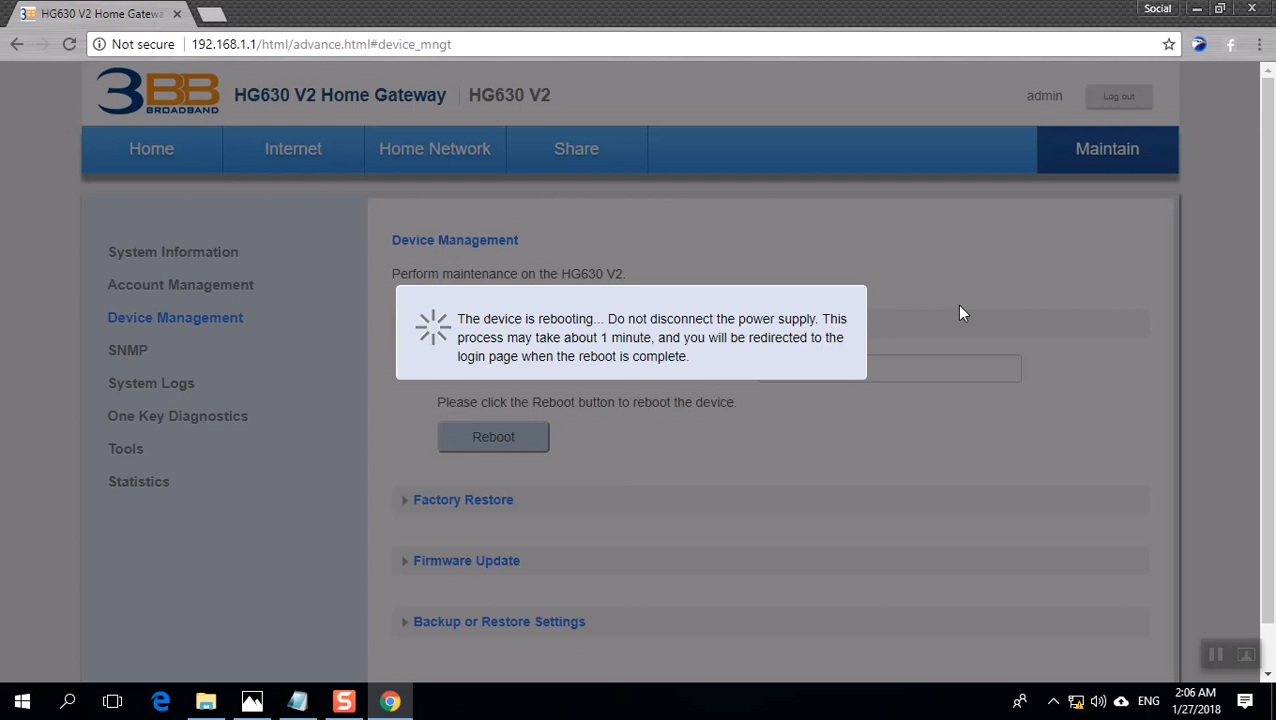 HG630 V2 Home Gatewa
Social
Not secure
192.168.1.1/html/advance.html#device_mngt
3BB
BROADBAND
HG630 V2 Home Gateway
HG630 V2
admin
Log out
Home
Internet
Home Network
Share
Maintain
System Information
Account Management
Device Management
SNMP
System Logs
One Key Diagnostics
Tools
Statistics
Device Management
Perform maintenance on the HG630 V2.
The device is rebooting... Do not disconnect the power supply. This
process may take about 1 minute, and you will be redirected to the
login page when the reboot is complete.
Please click the Reboot button to reboot the device.
Reboot
Factory Restore
Firmware Update
Backup or Restore Settings
ENG
2:06 AM
1/27/2018